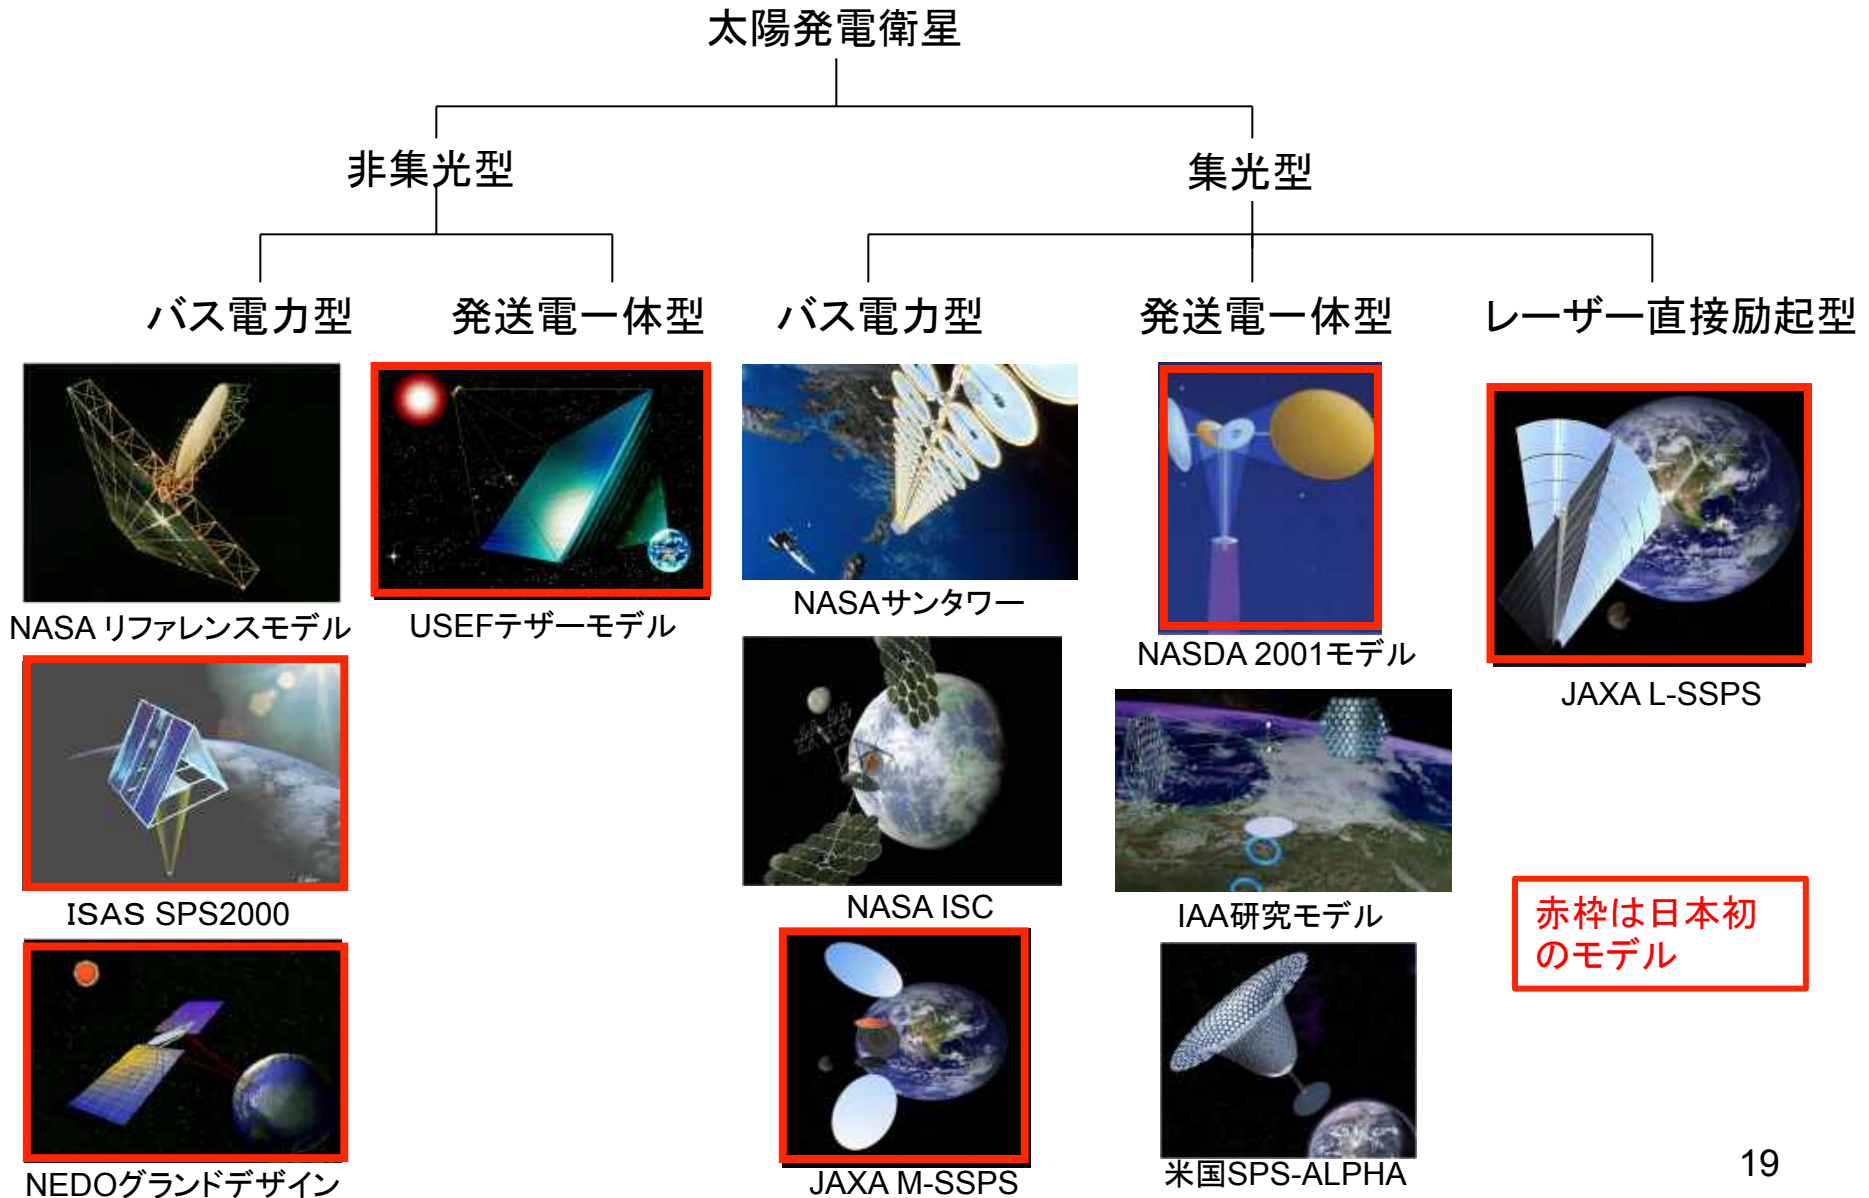 太陽発電衛星
非集光型
集光型
バス電力型
発送電一体型
バス電力型
発送電一体型
レーザー直接励起型
NASA リファレンスモデル
USEFテザーモデル
NASAサンタワー
NASDA 2001モデル
JAXA L-SSPS
ISAS SPS2000
NASA ISC
IAA研究モデル
赤枠は日本初
のモデル
NEDOグランドデザイン
JAXA M-SSPS
米国SPS-ALPHA
19